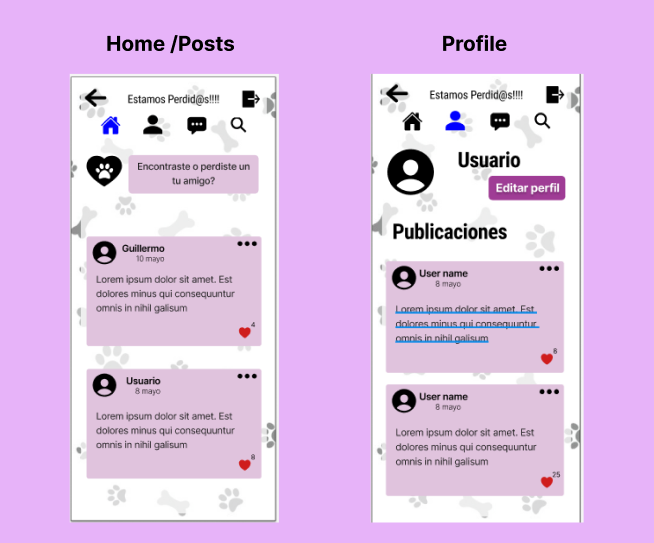 Home /Posts
Estamos Perdid@s!!!!
Encontraste o perdiste un
tu amigo?
Guillermo
10 mayo
Lorem ipsum dolor sit amet. Est
dolores minus qui consequuntur
omnis in nihil galisum
4
Usuario
8 mayo
Lorem ipsum dolor sit amet. Est
dolores minus qui consequuntur
omnis in nihil galisum
8
Profile
Estamos Perdid@s!!!!
Usuario
Editar perfil
Publicaciones
User name
8 mayo
Lorem ipsum dolor sit amet. Est
dolores minus qui consequuntur
omnis in nihil galisum
8
User name
8 mayo
Lorem ipsum dolor sit amet. Est
dolores minus qui consequuntur
omnis in nihil galisum
25